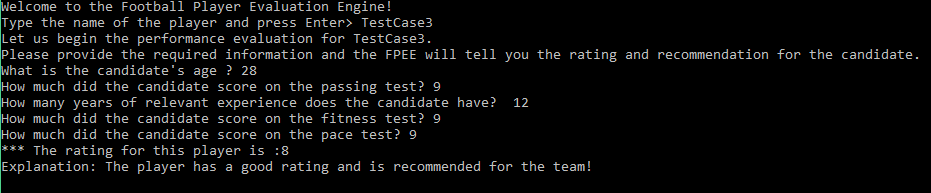 Welcome to the Football Player Evaluation Engine!
Type the name of the player and press Enter> TestCase3
Let us begin the performance evaluation for TestCase3.
Please provide the required information and the FPEE will tell you the rating and recommendation for the candidate.
What is the candidate's age ? 28
How much did the candidate score on the passing test? 9
How many years of relevant experience does the candidate have?  12
How much did the candidate score on the fitness test? 9
How much did the candidate score on the pace test? 9
*** The rating for this player is :8
Explanation: The player has a good rating and is recommended for the team!